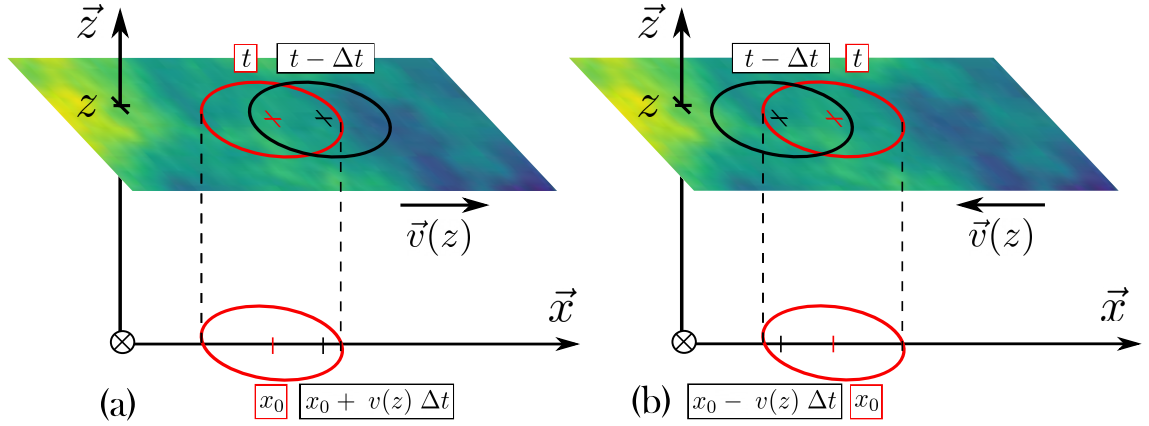 z⃗
t
t − Δt
z
v⃗(z)
x⃗
x₀
x₀ + v(z) Δt
(a)
z⃗
t − Δt
t
z
v⃗(z)
x⃗
x₀ − v(z) Δt
x₀
(b)